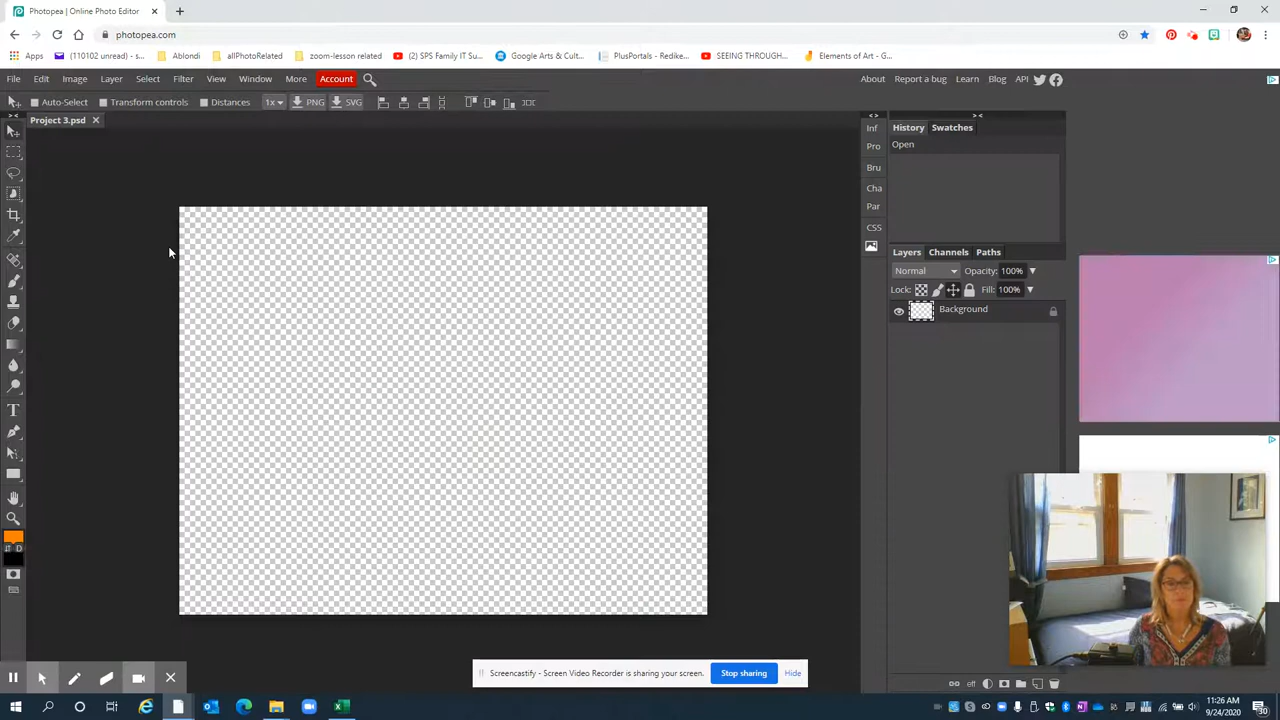 Photopea | Online Photo Editor
photopea.com
Apps
(110102 unread) - s...
Ablondi
allPhotoRelated
zoom-lesson related
(2) SPS Family IT Su...
Google Arts & Cult...
PlusPortals - Redike...
SEEING THROUGH...
Elements of Art - G...
File Edit Image Layer Select Filter View Window More Account
About Report a bug Learn Blog API
Auto-Select Transform controls Distances 1x PNG SVG
Project 3.psd
Inf
Pro
Bru
Cha
Par
CSS
History Swatches
Open
Layers Channels Paths
Normal Opacity: 100%
Lock: Fill: 100%
Background
D
eff
Screencastify - Screen Video Recorder is sharing your screen. Stop sharing Hide
11:26 AM
9/24/2020
30